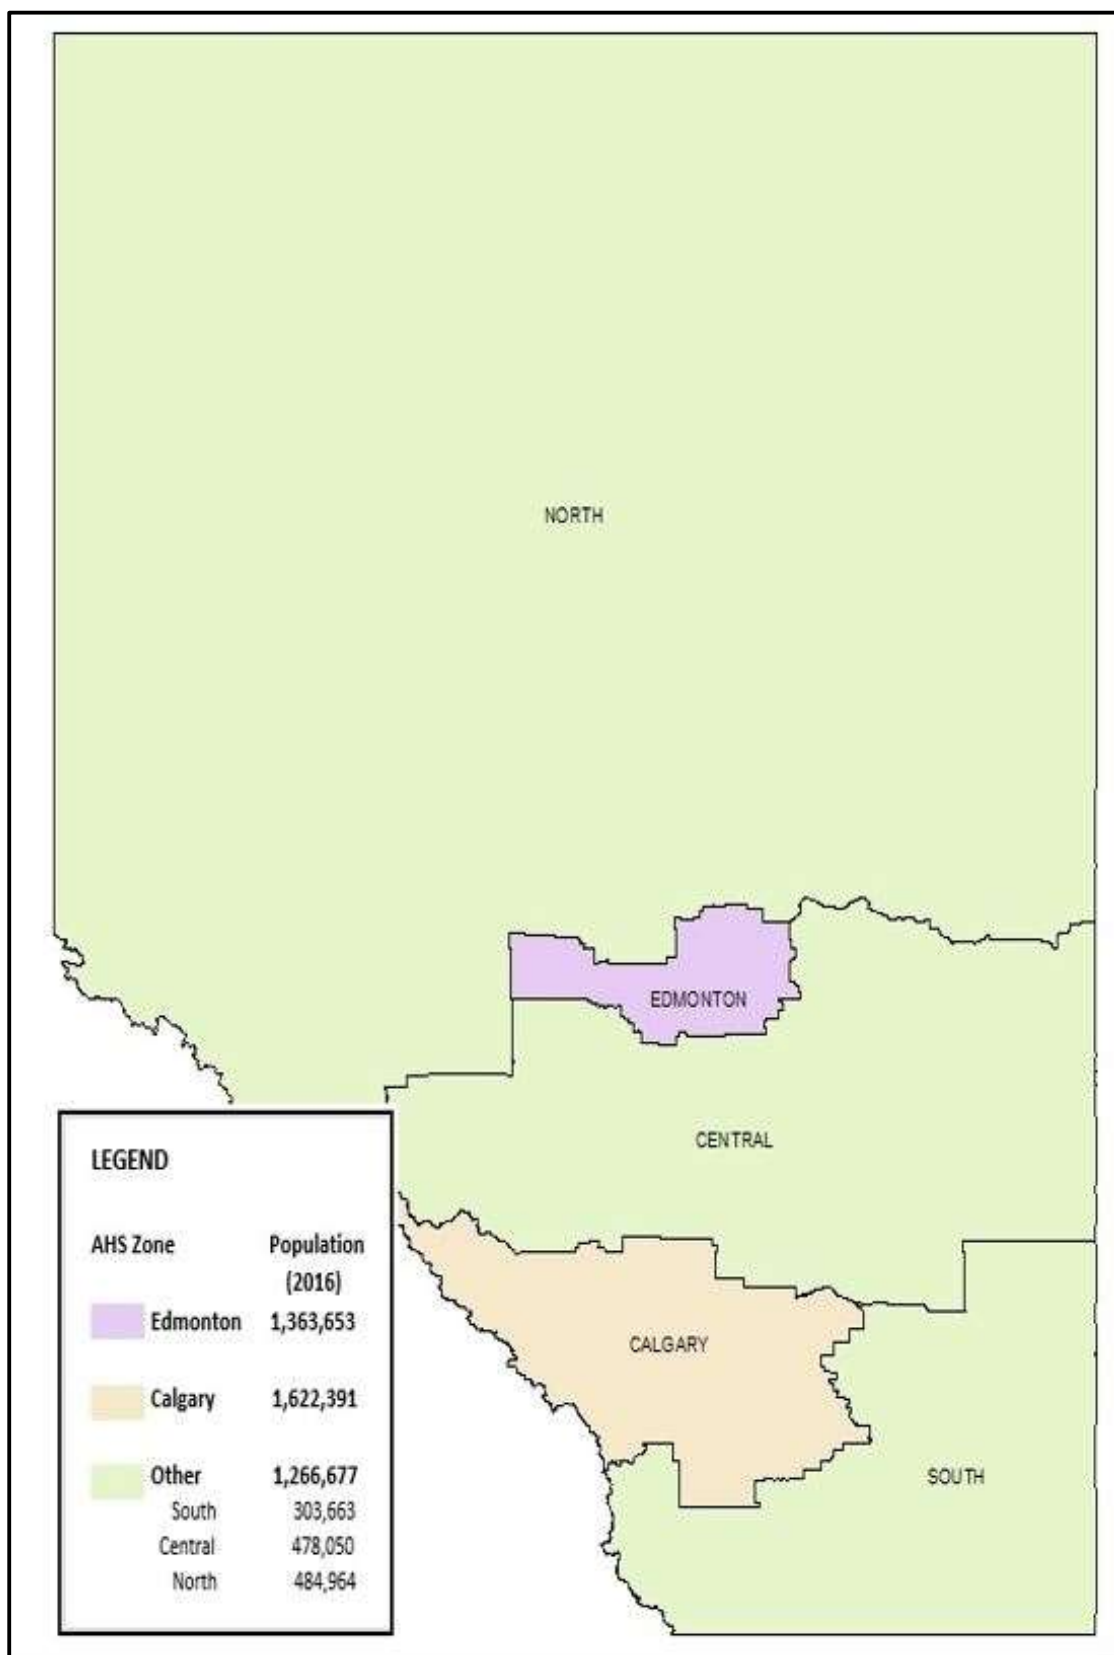 NORTH
EDMONTON
CENTRAL
CALGARY
SOUTH
LEGEND
AHS Zone Population
(2016)
Edmonton 1,363,653
Calgary 1,622,391
Other 1,266,677
South 303,663
Central 478,050
North 484,964